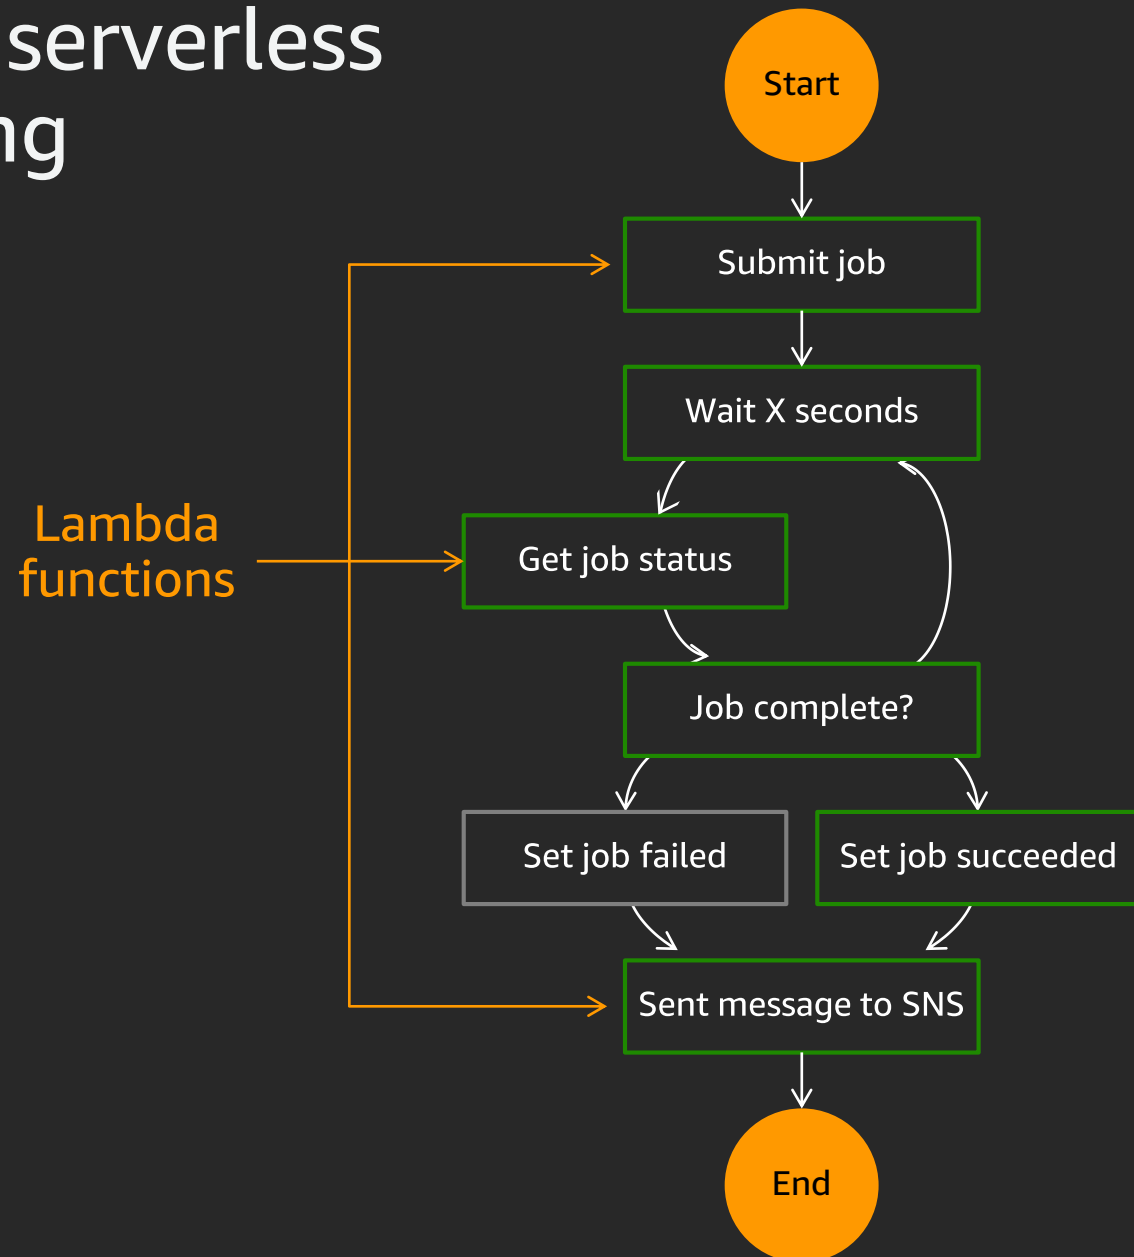 serverless
ng
Start
Submit job
Wait X seconds
Lambda
functions
Get job status
Job complete?
Set job failed
Set job succeeded
Sent message to SNS
End